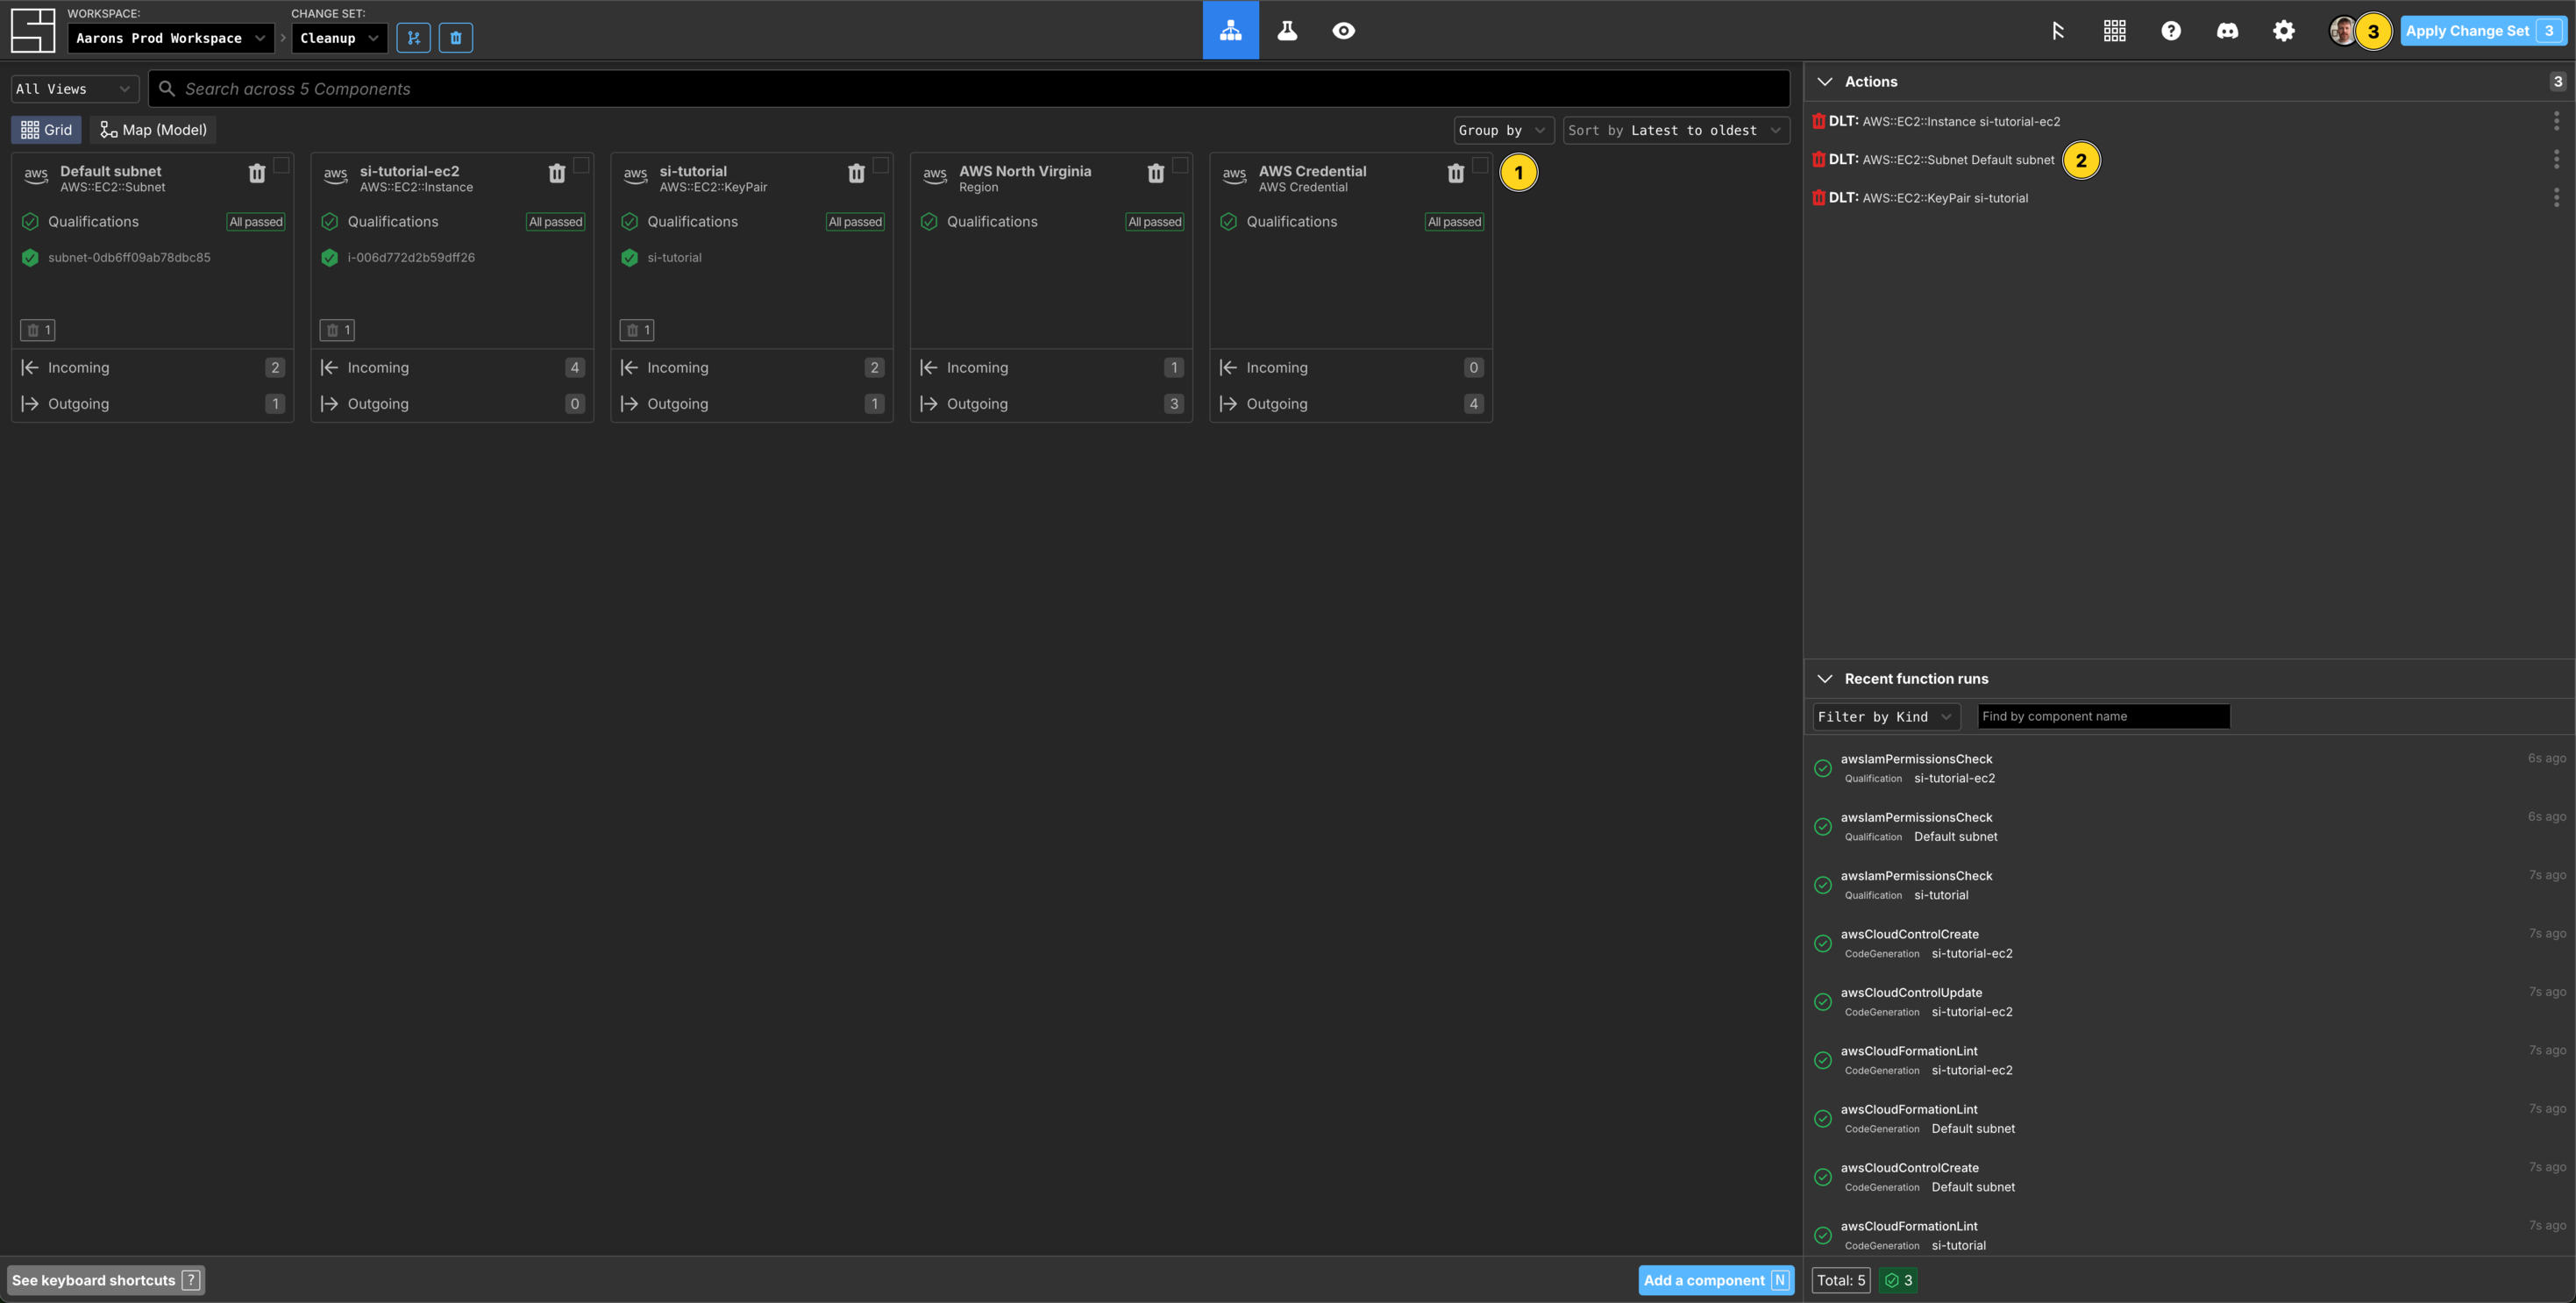 WORKSPACE:
CHANGE SET:
Aarons Prod Workspace
Cleanup
3
Apply Change Set 3
All Views
Search across 5 Components
Grid
Map (Model)
Group by
Sort by Latest to oldest
aws
Default subnet
AWS::EC2::Subnet
Qualifications
All passed
subnet-0db6ff09ab78dbc85
1
Incoming 2
Outgoing 1
aws
si-tutorial-ec2
AWS::EC2::Instance
Qualifications
All passed
i-006d772d2b59dff26
1
Incoming 4
Outgoing 0
aws
si-tutorial
AWS::EC2::KeyPair
Qualifications
All passed
si-tutorial
1
Incoming 2
Outgoing 1
aws
AWS North Virginia
Region
Qualifications
All passed
Incoming 1
Outgoing 3
aws
AWS Credential
AWS Credential
Qualifications
All passed
Incoming 0
Outgoing 4
1
Actions
3
DLT: AWS::EC2::Instance si-tutorial-ec2
DLT: AWS::EC2::Subnet Default subnet
2
DLT: AWS::EC2::KeyPair si-tutorial
Recent function runs
Filter by Kind
Find by component name
awsIamPermissionsCheck
6s ago
Qualification si-tutorial-ec2
awsIamPermissionsCheck
6s ago
Qualification Default subnet
awsIamPermissionsCheck
7s ago
Qualification si-tutorial
awsCloudControlCreate
7s ago
CodeGeneration si-tutorial-ec2
awsCloudControlUpdate
7s ago
CodeGeneration si-tutorial-ec2
awsCloudFormationLint
7s ago
CodeGeneration si-tutorial-ec2
awsCloudFormationLint
7s ago
CodeGeneration Default subnet
awsCloudControlCreate
7s ago
CodeGeneration Default subnet
awsCloudFormationLint
7s ago
CodeGeneration si-tutorial
See keyboard shortcuts ?
Add a component N
Total: 5
3